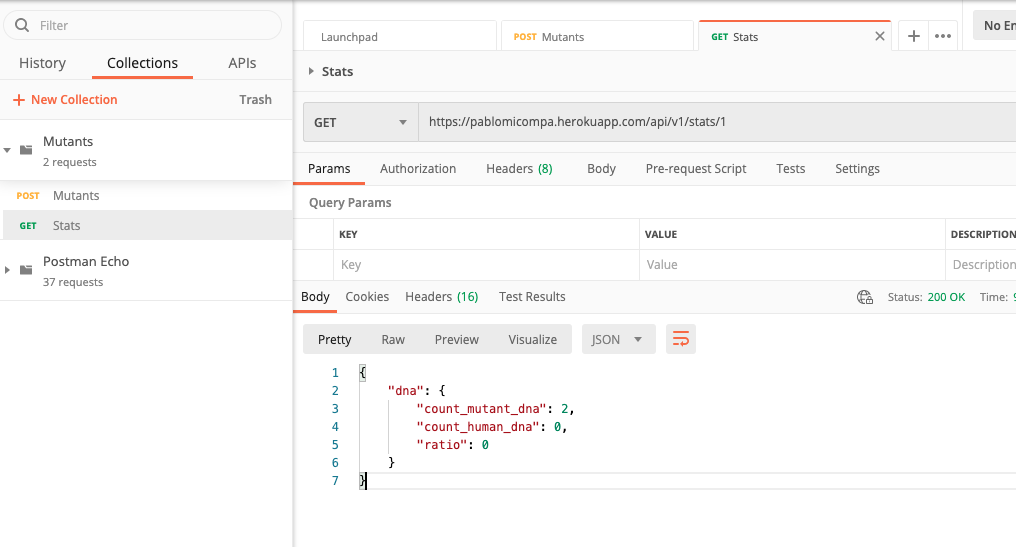 Filter
History Collections APIs
+ New Collection Trash
Mutants
2 requests
POST Mutants
GET Stats
Postman Echo
37 requests
Launchpad POST Mutants GET Stats No En
Stats
GET https://pablomicompa.herokuapp.com/api/v1/stats/1
Params Authorization Headers (8) Body Pre-request Script Tests Settings
Query Params
KEY VALUE DESCRIPTION
Key Value Description
Body Cookies Headers (16) Test Results Status: 200 OK Time: 9
Pretty Raw Preview Visualize JSON
1 {
2 "dna": {
3 "count_mutant_dna": 2,
4 "count_human_dna": 0,
5 "ratio": 0
6 }
7 }